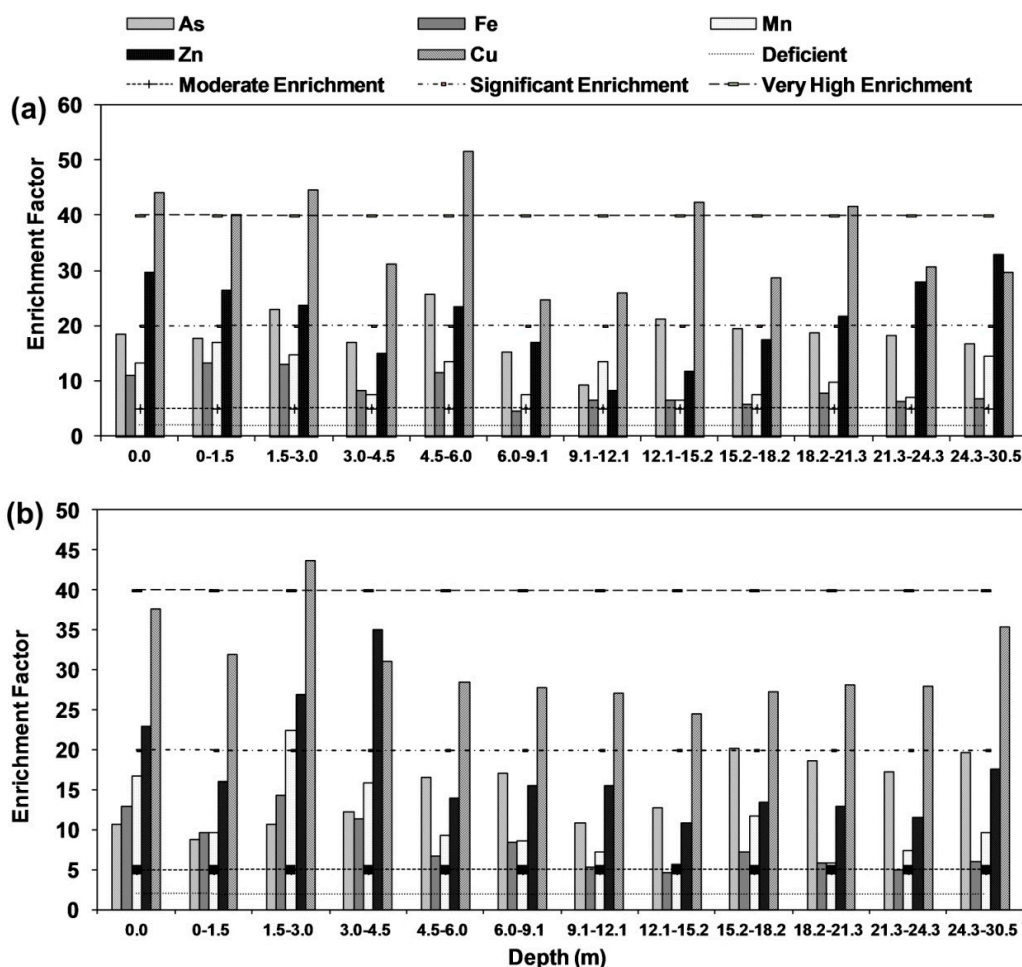 As Fe Mn
Zn Cu Deficient
Moderate Enrichment Significant Enrichment Very High Enrichment
(a)
60
50
40
30
20
10
0
Enrichment Factor
0.0 0-1.5 1.5-3.0 3.0-4.5 4.5-6.0 6.0-9.1 9.1-12.1 12.1-15.2 15.2-18.2 18.2-21.3 21.3-24.3 24.3-30.5
(b)
50
45
40
35
30
25
20
15
10
5
0
Enrichment Factor
0.0 0-1.5 1.5-3.0 3.0-4.5 4.5-6.0 6.0-9.1 9.1-12.1 12.1-15.2 15.2-18.2 18.2-21.3 21.3-24.3 24.3-30.5
Depth (m)